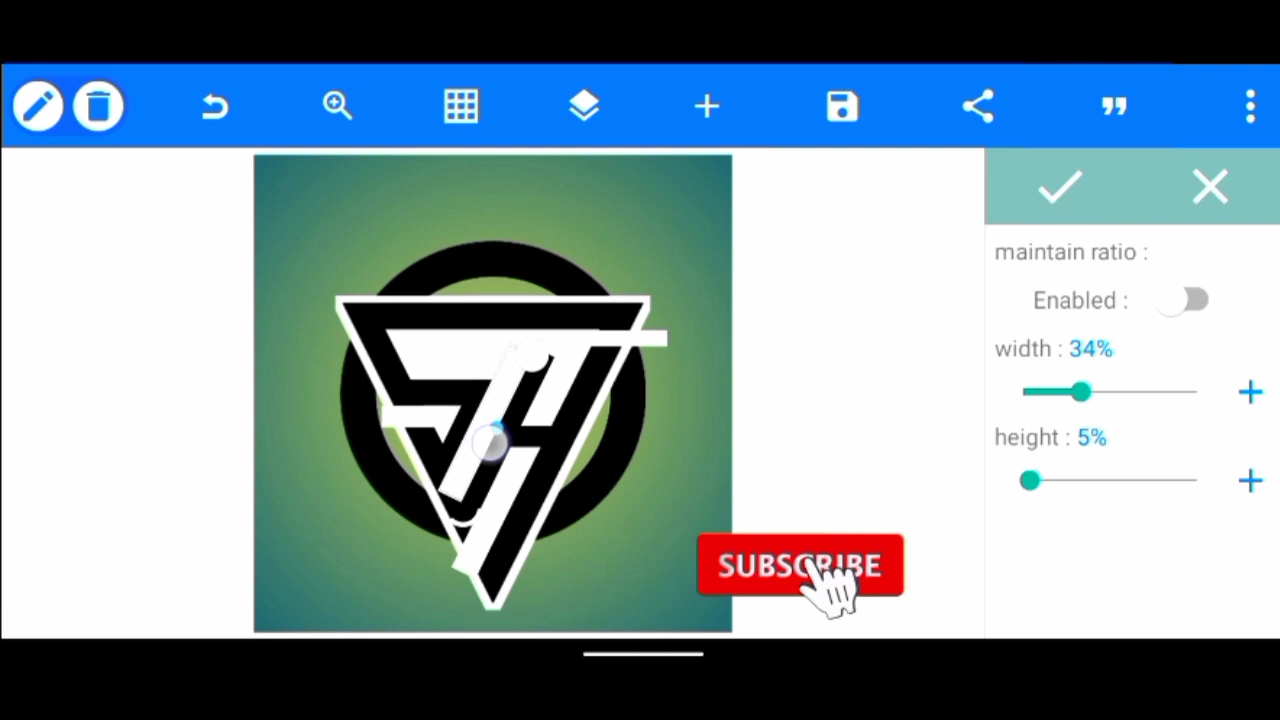 maintain ratio :
Enabled :
width : 34%
height : 5%
SUBSCRIBE